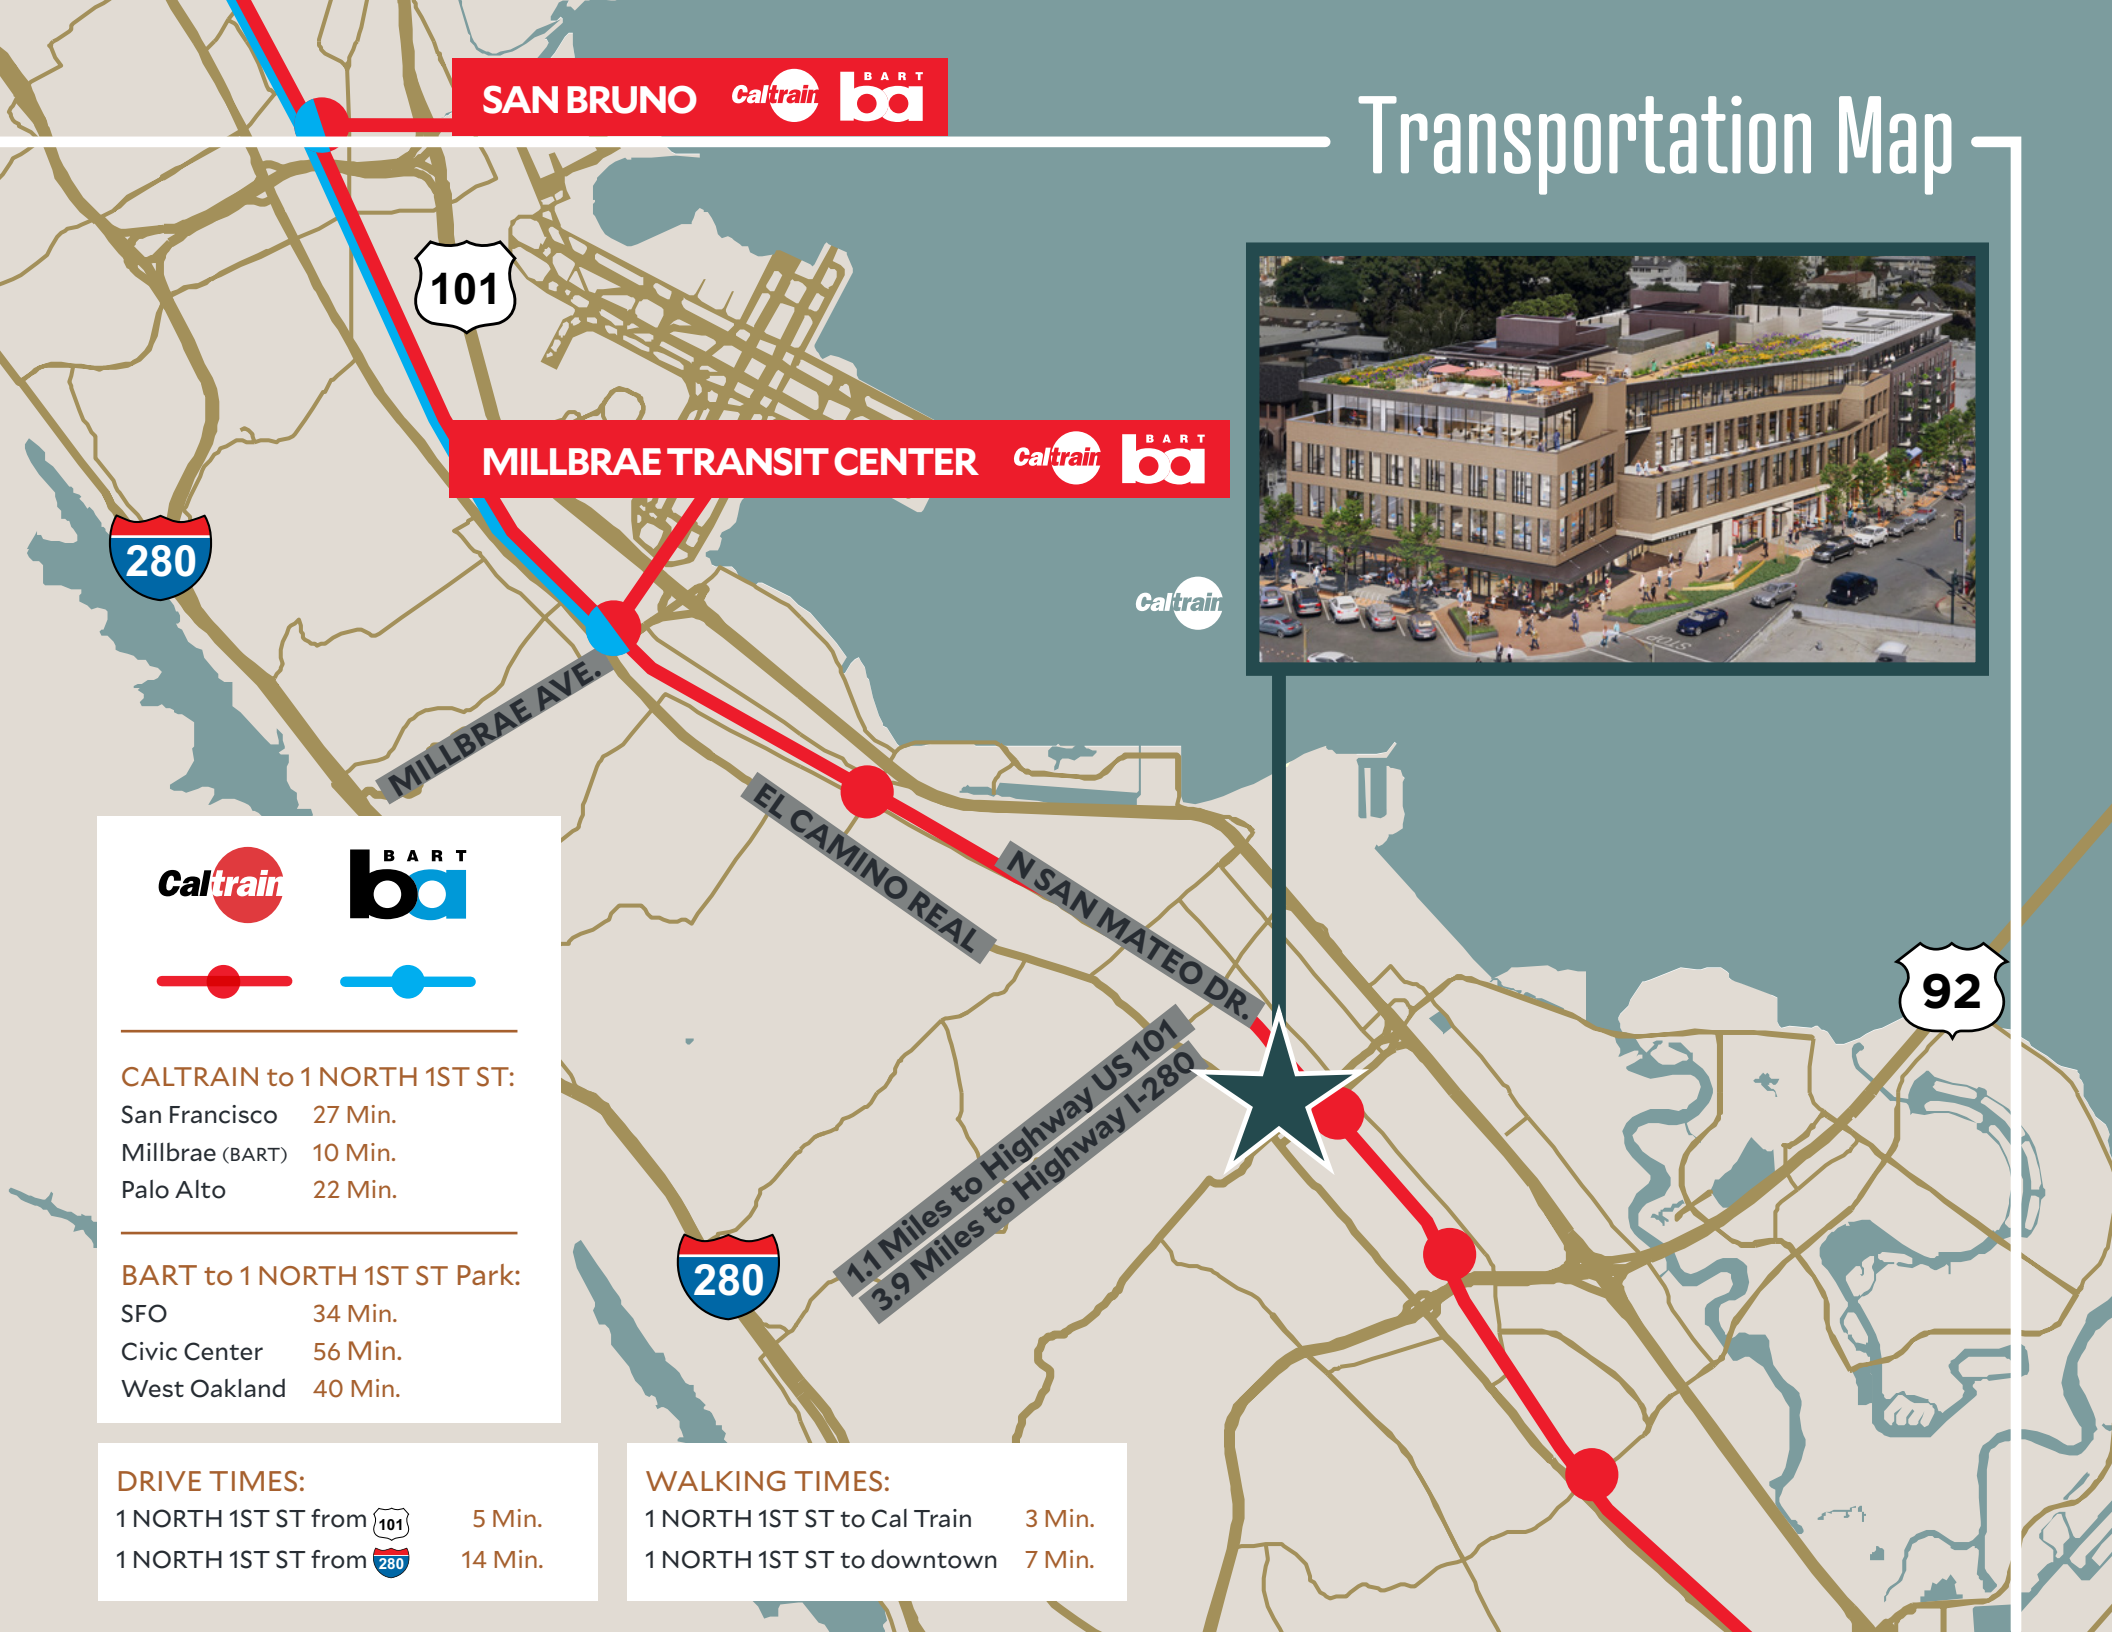 SAN BRUNO Caltrain BART ba
Transportation Map
101
MILLBRAE TRANSIT CENTER Caltrain BART ba
280
Caltrain
STOP
MILLBRAE AVE.
EL CAMINO REAL
N SAN MATEO DR.
92
1.1 Miles to Highway US 101
3.9 Miles to Highway I-280
280
Caltrain BART ba
CALTRAIN to 1 NORTH 1ST ST:
San Francisco 27 Min.
Millbrae (BART) 10 Min.
Palo Alto 22 Min.
BART to 1 NORTH 1ST ST Park:
SFO 34 Min.
Civic Center 56 Min.
West Oakland 40 Min.
DRIVE TIMES:
1 NORTH 1ST ST from 101 5 Min.
1 NORTH 1ST ST from 280 14 Min.
WALKING TIMES:
1 NORTH 1ST ST to Cal Train 3 Min.
1 NORTH 1ST ST to downtown 7 Min.